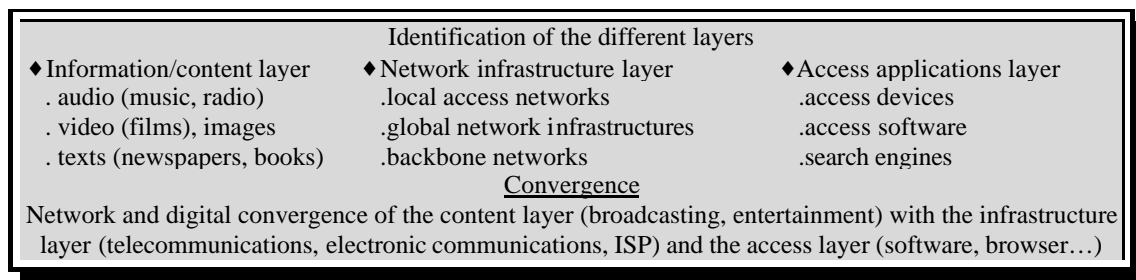 Identification of the different layers
♦Information/content layer ♦Network infrastructure layer ♦Access applications layer
. audio (music, radio) .local access networks .access devices
. video (films), images .global network infrastructures .access software
. texts (newspapers, books) .backbone networks .search engines
Convergence
Network and digital convergence of the content layer (broadcasting, entertainment) with the infrastructure
layer (telecommunications, electronic communications, ISP) and the access layer (software, browser…)